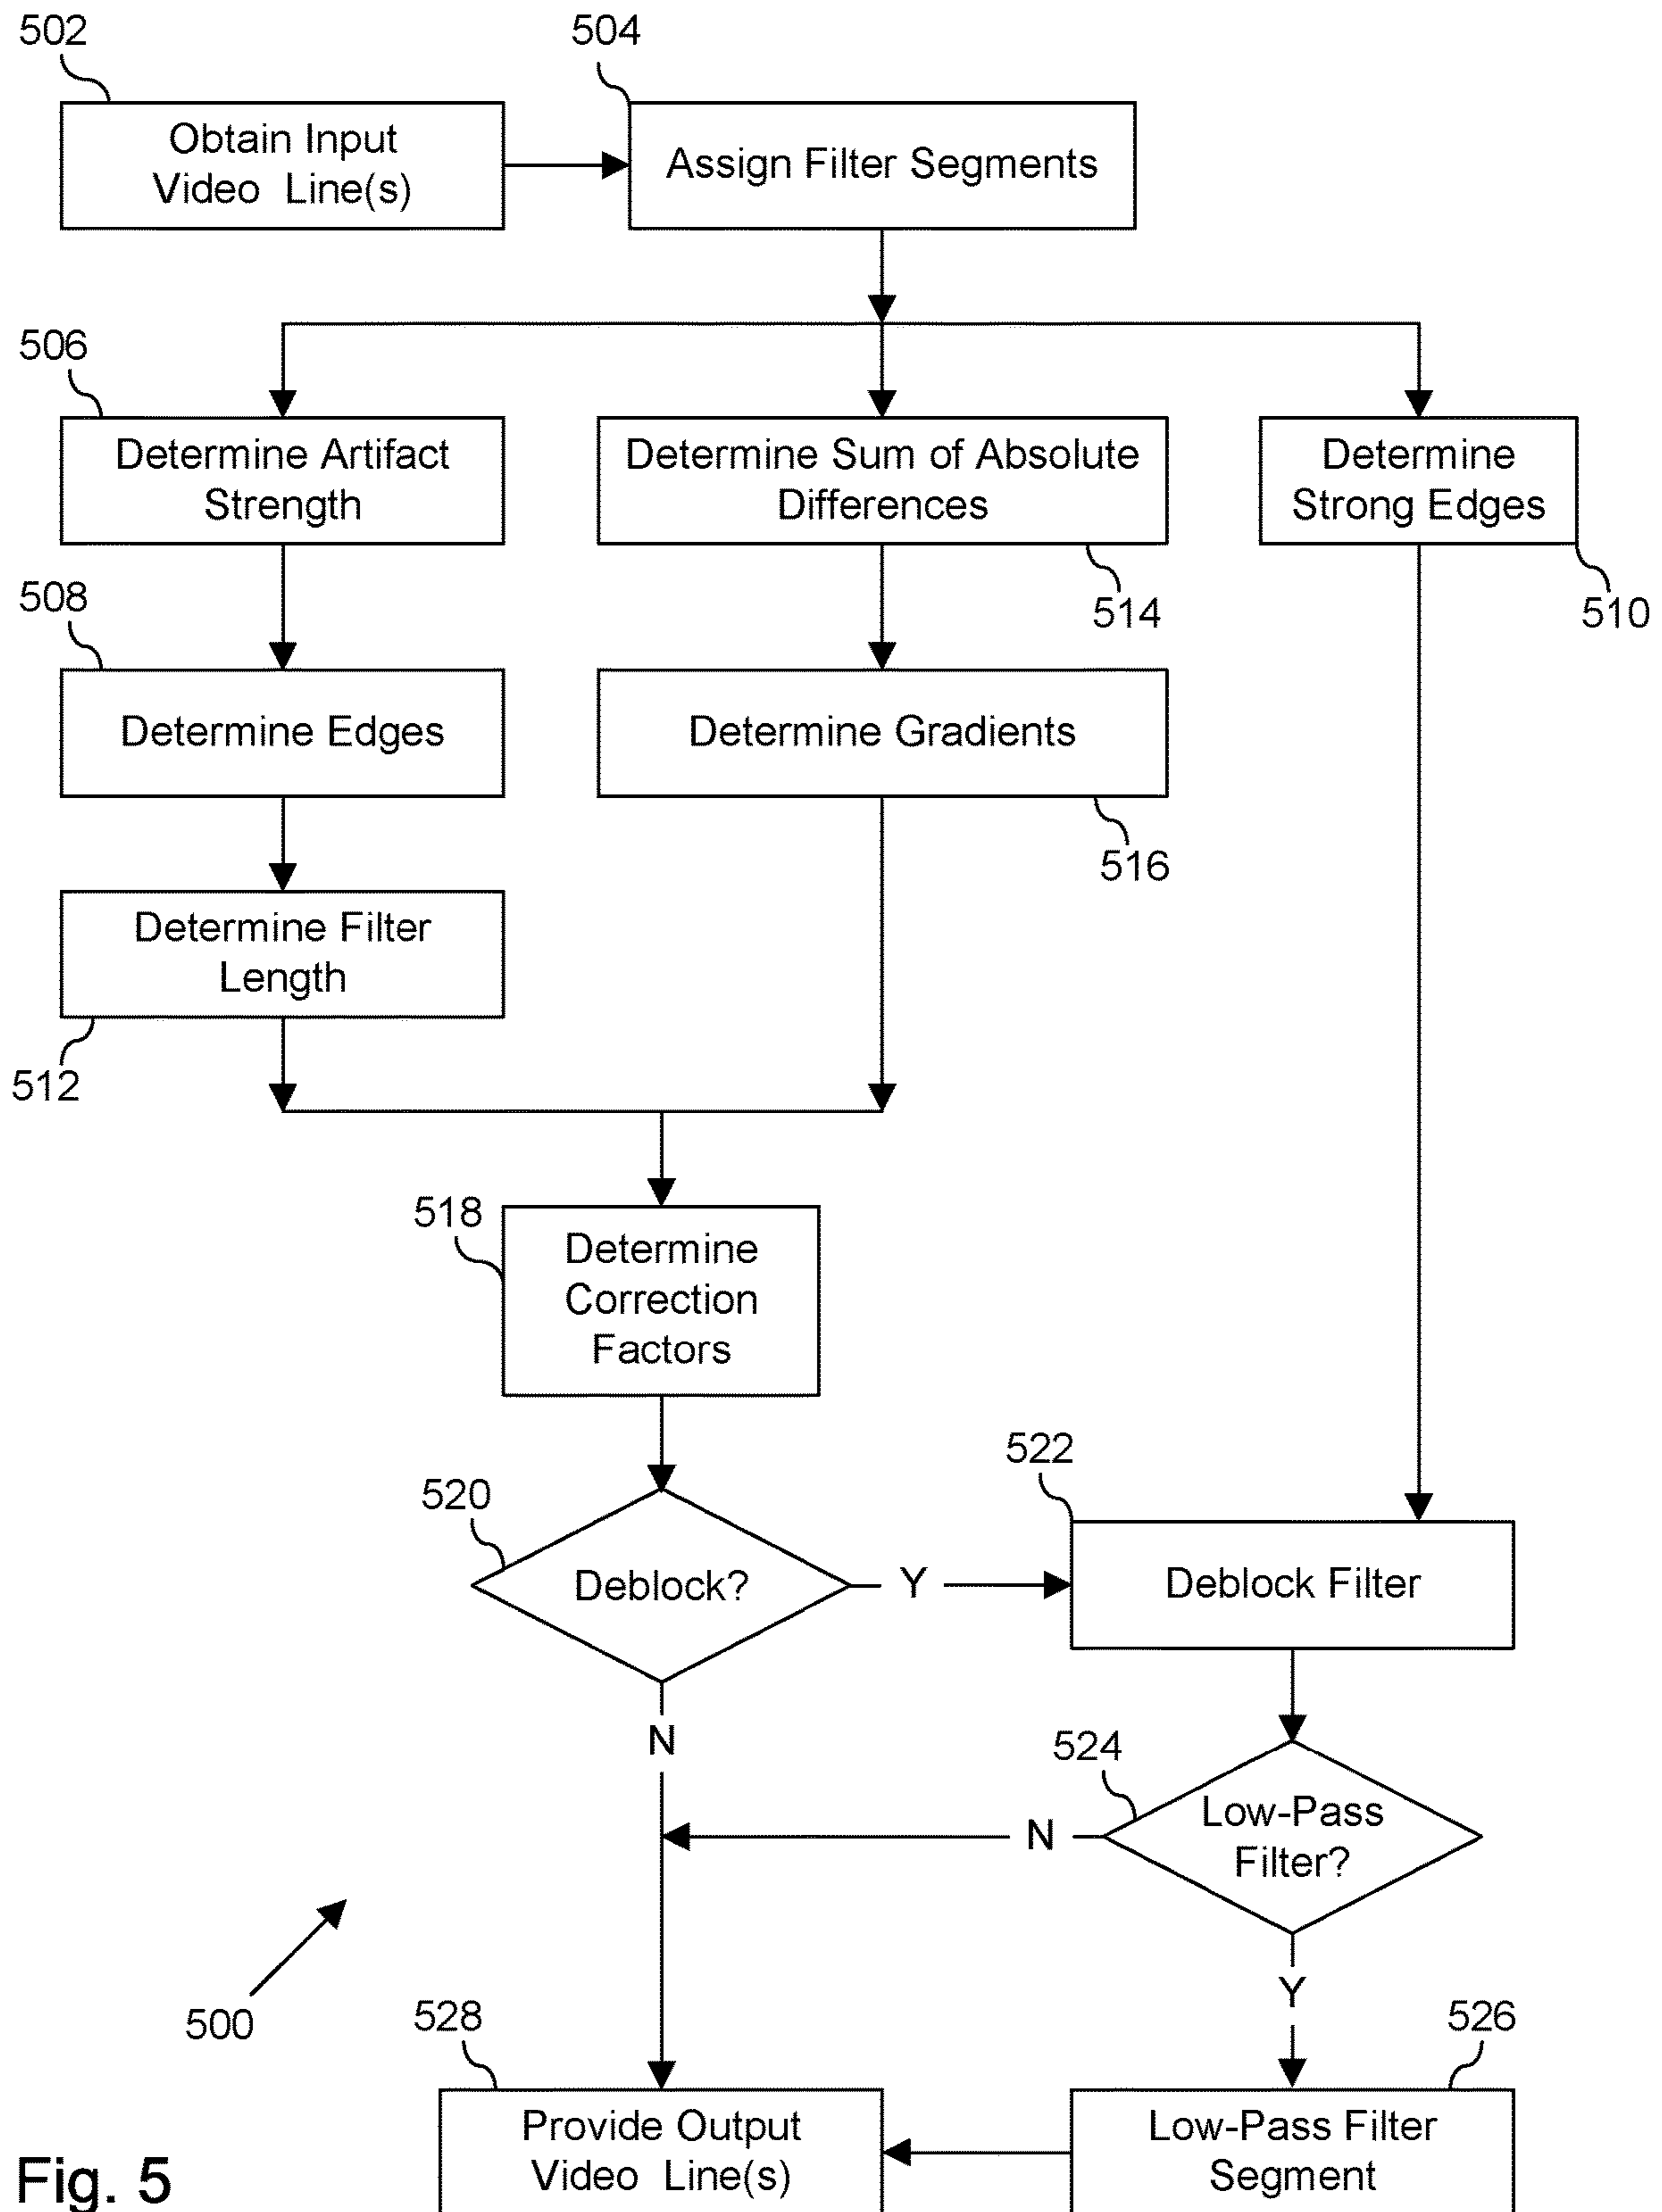 502
504
Obtain Input
Video Line(s)
Assign Filter Segments
506
Determine Artifact
Strength
Determine Sum of Absolute
Differences
Determine
Strong Edges
508
514
510
Determine Edges
Determine Gradients
516
Determine Filter
Length
512
518
Determine
Correction
Factors
522
520
Deblock?
Y
Deblock Filter
N
524
Low-Pass
Filter?
N
Y
500
528
526
Provide Output
Video Line(s)
Low-Pass Filter
Segment
Fig. 5